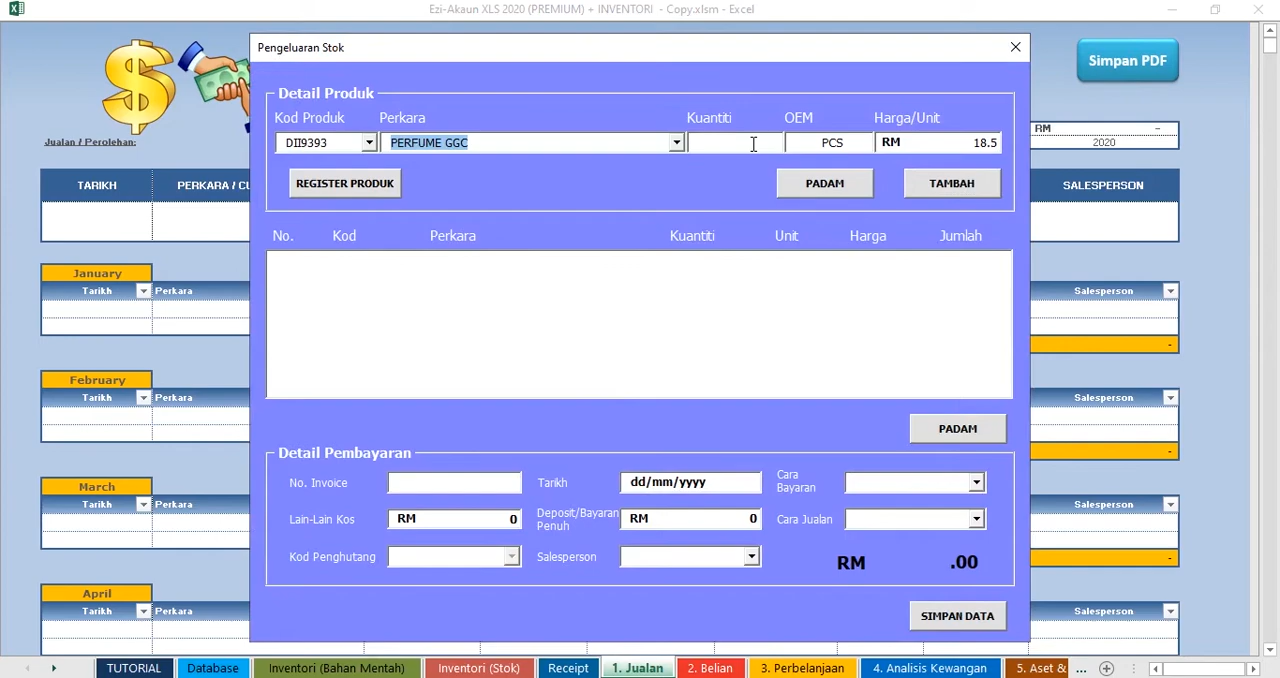 Ezi-Akaun XLS 2020 (PREMIUM) + INVENTORI - Copy.xlsm - Excel
Pengeluaran Stok
Simpan PDF
Detail Produk
Kod Produk Perkara Kuantiti OEM Harga/Unit
DII9393 PERFUME GGC PCS RM 18.5
RM -
Jualan / Perolehan: 2020
REGISTER PRODUK PADAM TAMBAH
TARIKH PERKARA / CU SALESPERSON
No. Kod Perkara Kuantiti Unit Harga Jumlah
January
Tarikh Perkara Salesperson
-
February
Tarikh Perkara Salesperson
PADAM
-
Detail Pembayaran
No. Invoice Tarikh dd/mm/yyyy Cara Bayaran
March
Tarikh Perkara Salesperson
Lain-Lain Kos RM 0 Deposit/Bayaran Penuh RM 0 Cara Jualan
Kod Penghutang Salesperson RM .00
-
April
Tarikh Perkara Salesperson
SIMPAN DATA
TUTORIAL Database Inventori (Bahan Mentah) Inventori (Stok) Receipt 1. Jualan 2. Belian 3. Perbelanjaan 4. Analisis Kewangan 5. Aset & ...